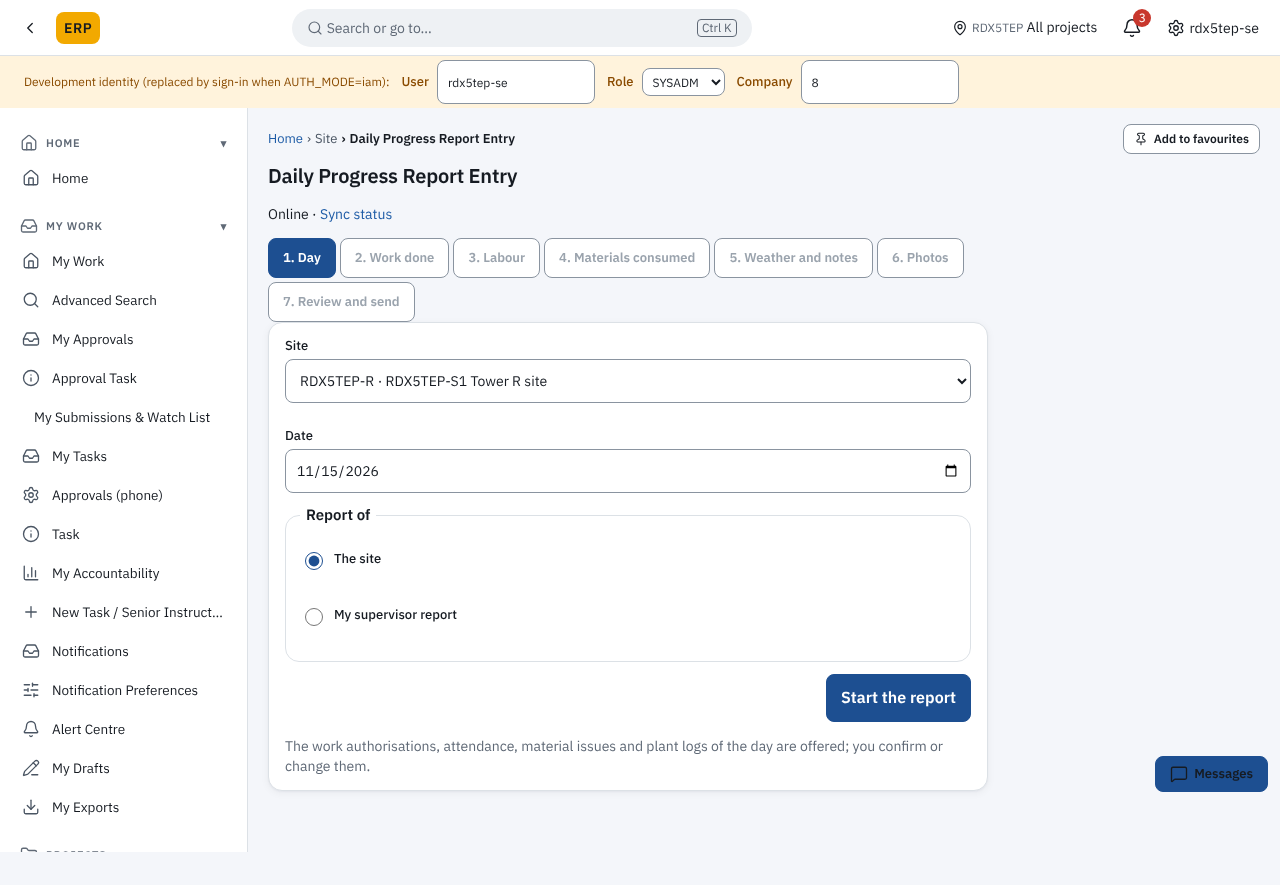 ERP
Search or go to...
Ctrl K
RDX5TEP All projects
3
rdx5tep-se
Development identity (replaced by sign-in when AUTH_MODE=iam):
User
rdx5tep-se
Role
SYSADM
Company
8
HOME
Home
MY WORK
My Work
Advanced Search
My Approvals
Approval Task
My Submissions & Watch List
My Tasks
Approvals (phone)
Task
My Accountability
New Task / Senior Instruct...
Notifications
Notification Preferences
Alert Centre
My Drafts
My Exports
Home › Site › Daily Progress Report Entry
Add to favourites
Daily Progress Report Entry
Online · Sync status
1. Day
2. Work done
3. Labour
4. Materials consumed
5. Weather and notes
6. Photos
7. Review and send
Site
RDX5TEP-R · RDX5TEP-S1 Tower R site
Date
11/15/2026
Report of
The site
My supervisor report
Start the report
The work authorisations, attendance, material issues and plant logs of the day are offered; you confirm or
change them.
Messages